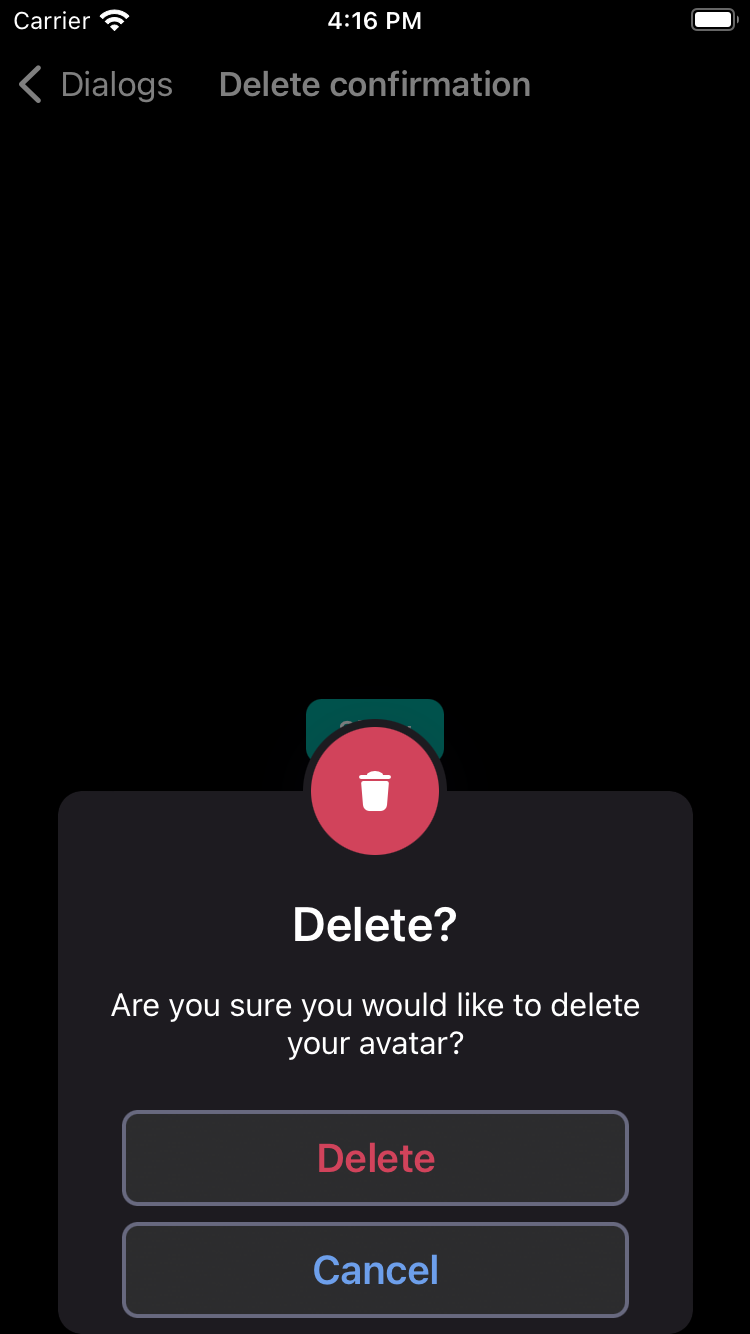 Carrier 4:16 PM
Dialogs Delete confirmation
Delete?
Are you sure you would like to delete
your avatar?
Delete
Cancel